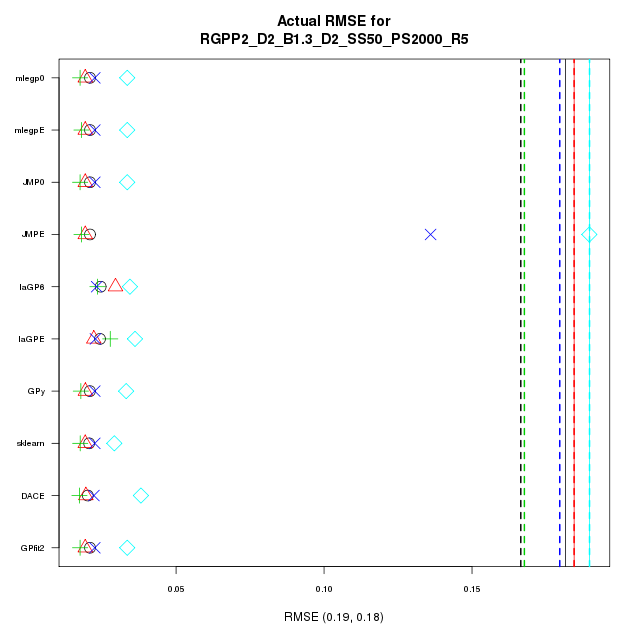 Actual RMSE for
RGPP2_D2_B1.3_D2_SS50_PS2000_R5
mlegp0
mlegpE
JMP0
JMPE
laGP6
laGPE
GPy
sklearn
DACE
GPfit2
0.05 0.10 0.15
RMSE (0.19, 0.18)